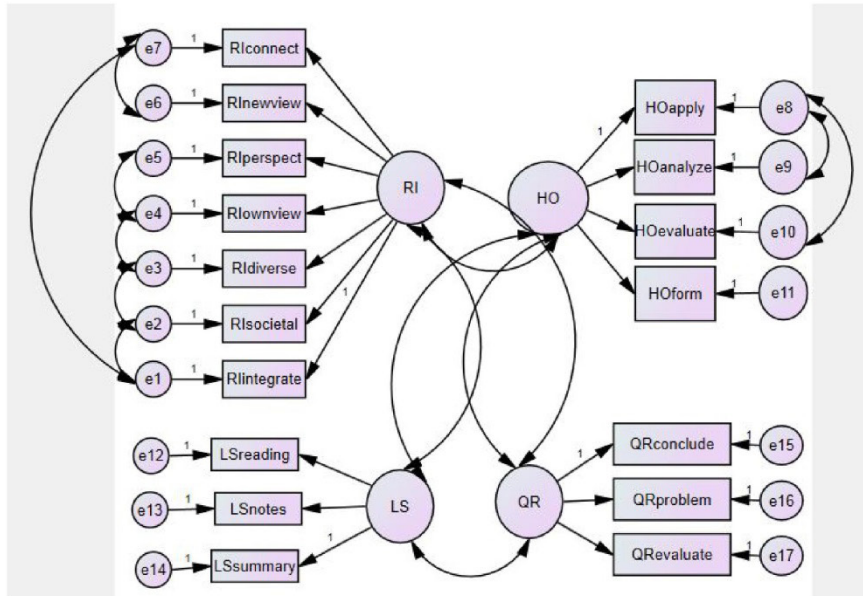 e7 1 RIconnect
e6 1 RInewview
e5 1 RIperspect
e4 1 RIownview
e3 1 RIdiverse
e2 1 RIsocietal
e1 1 RIintegrate
1
RI
HO
1
HOapply 1 e8
HOanalyze 1 e9
HOevaluate 1 e10
HOform 1 e11
e12 1 LSreading
e13 1 LSnotes
e14 1 LSsummary
1
LS
QR
1
QRconclude 1 e15
QRproblem 1 e16
QRevaluate 1 e17